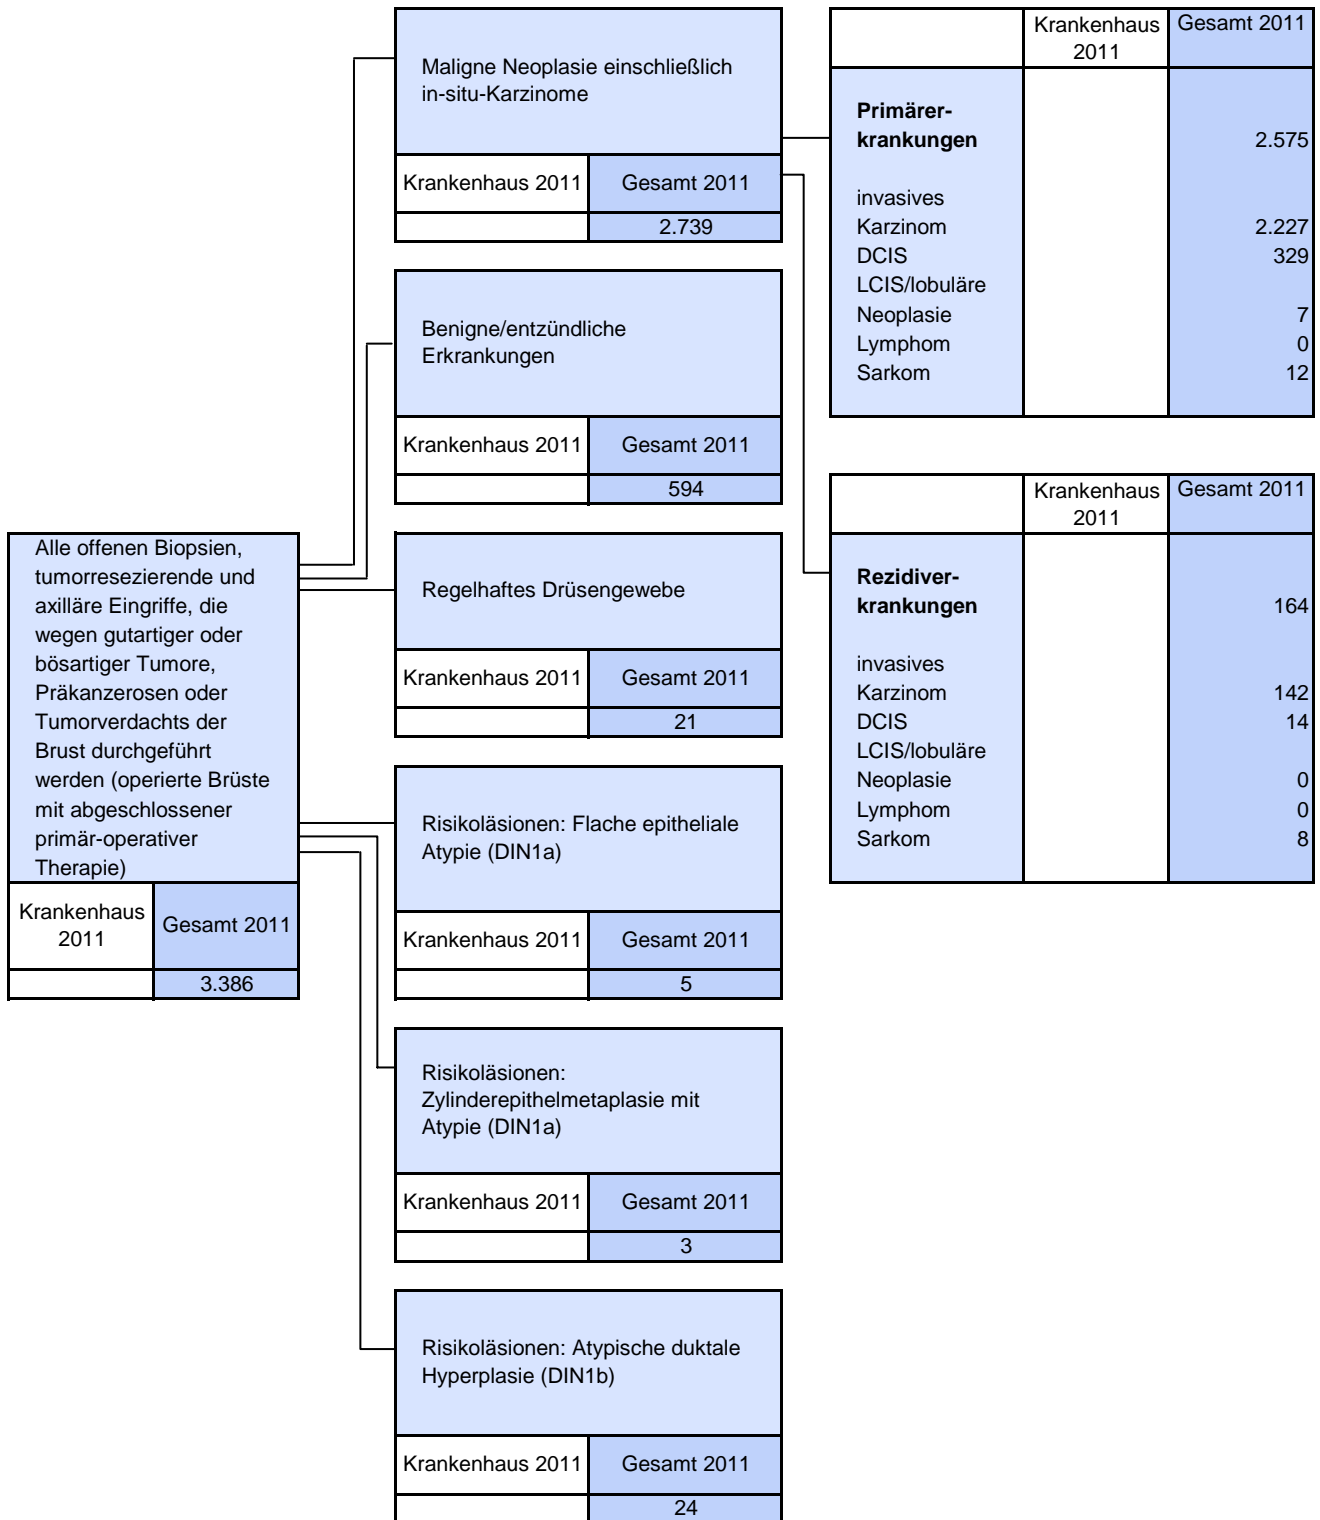 Alle offenen Biopsien,
tumorresezierende und
axilläre Eingriffe, die
wegen gutartiger oder
bösartiger Tumore,
Präkanzerosen oder
Tumorverdachts der
Brust durchgeführt
werden (operierte Brüste
mit abgeschlossener
primär-operativer
Therapie)
Krankenhaus
2011
Gesamt 2011
3.386
Maligne Neoplasie einschließlich
in-situ-Karzinome
Krankenhaus 2011 Gesamt 2011
2.739
Benigne/entzündliche
Erkrankungen
Krankenhaus 2011 Gesamt 2011
594
Regelhaftes Drüsengewebe
Krankenhaus 2011 Gesamt 2011
21
Risikoläsionen: Flache epitheliale
Atypie (DIN1a)
Krankenhaus 2011 Gesamt 2011
5
Risikoläsionen:
Zylinderepithelmetaplasie mit
Atypie (DIN1a)
Krankenhaus 2011 Gesamt 2011
3
Risikoläsionen: Atypische duktale
Hyperplasie (DIN1b)
Krankenhaus 2011 Gesamt 2011
24
Krankenhaus
2011
Gesamt 2011
Primärer-
krankungen 2.575
invasives
Karzinom 2.227
DCIS 329
LCIS/lobuläre
Neoplasie 7
Lymphom 0
Sarkom 12
Krankenhaus
2011
Gesamt 2011
Rezidiver-
krankungen 164
invasives
Karzinom 142
DCIS 14
LCIS/lobuläre
Neoplasie 0
Lymphom 0
Sarkom 8